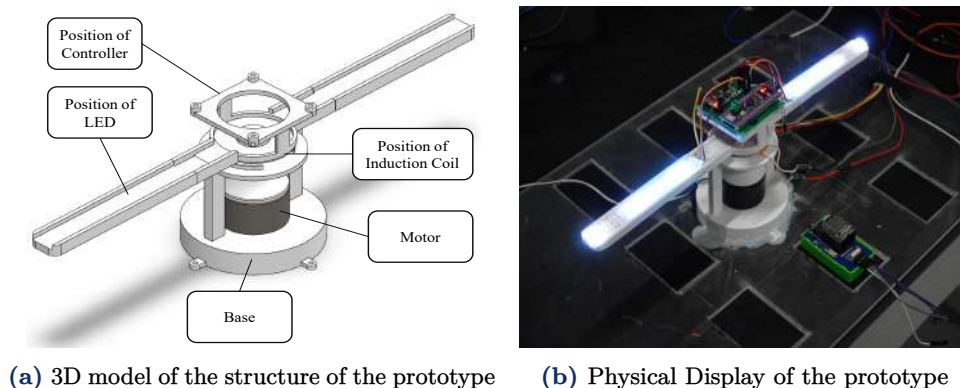 Position of
Controller
Position of
LED
Position of
Induction Coil
Motor
Base
(a) 3D model of the structure of the prototype
(b) Physical Display of the prototype